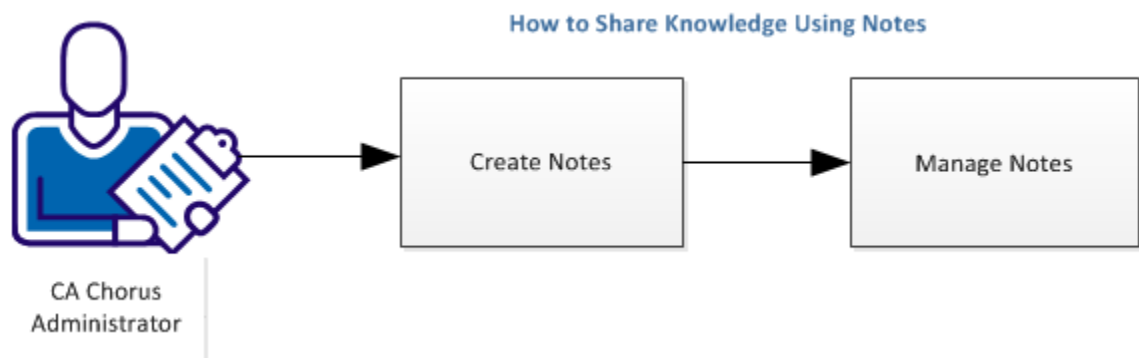 How to Share Knowledge Using Notes
Create Notes
Manage Notes
CA Chorus
Administrator